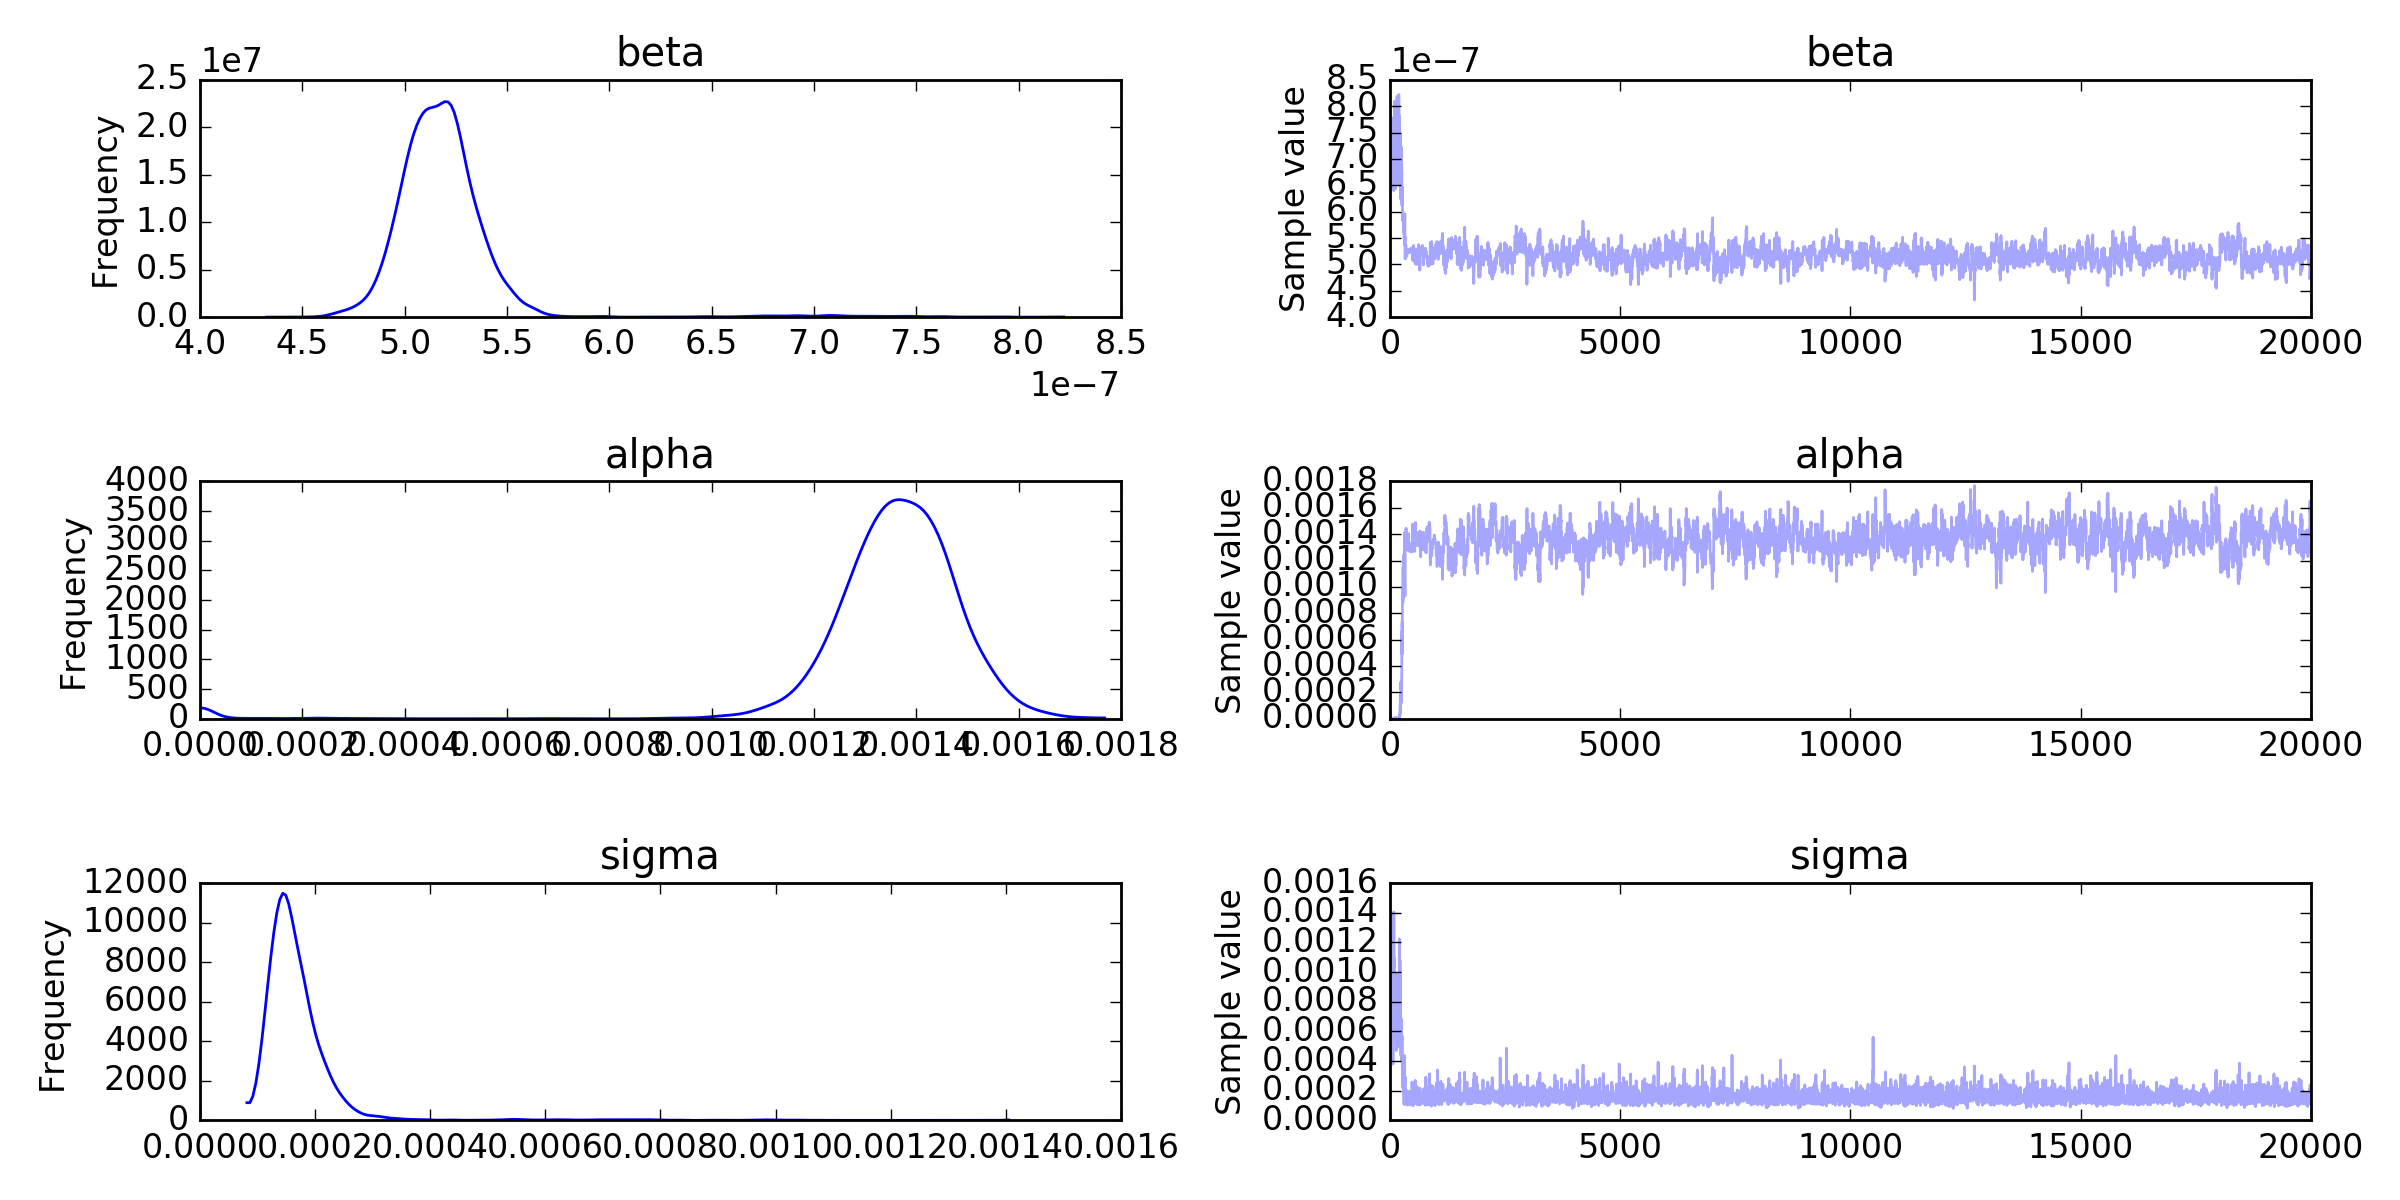 beta
1e7
2.5
2.0
1.5
1.0
0.5
0.0
Frequency
4.0 4.5 5.0 5.5 6.0 6.5 7.0 7.5 8.0 8.5
1e−7
beta
1e−7
8.5
8.0
7.5
7.0
6.5
6.0
5.5
5.0
4.5
4.0
Sample value
0 5000 10000 15000 20000
alpha
4000
3500
3000
2500
2000
1500
1000
500
0
Frequency
0.0000 0.0002 0.0004 0.0006 0.0008 0.0010 0.0012 0.0014 0.0016 0.0018
alpha
0.0018
0.0016
0.0014
0.0012
0.0010
0.0008
0.0006
0.0004
0.0002
0.0000
Sample value
0 5000 10000 15000 20000
sigma
12000
10000
8000
6000
4000
2000
0
Frequency
0.0000 0.0002 0.0004 0.0006 0.0008 0.0010 0.0012 0.0014 0.0016
sigma
0.0016
0.0014
0.0012
0.0010
0.0008
0.0006
0.0004
0.0002
0.0000
Sample value
0 5000 10000 15000 20000